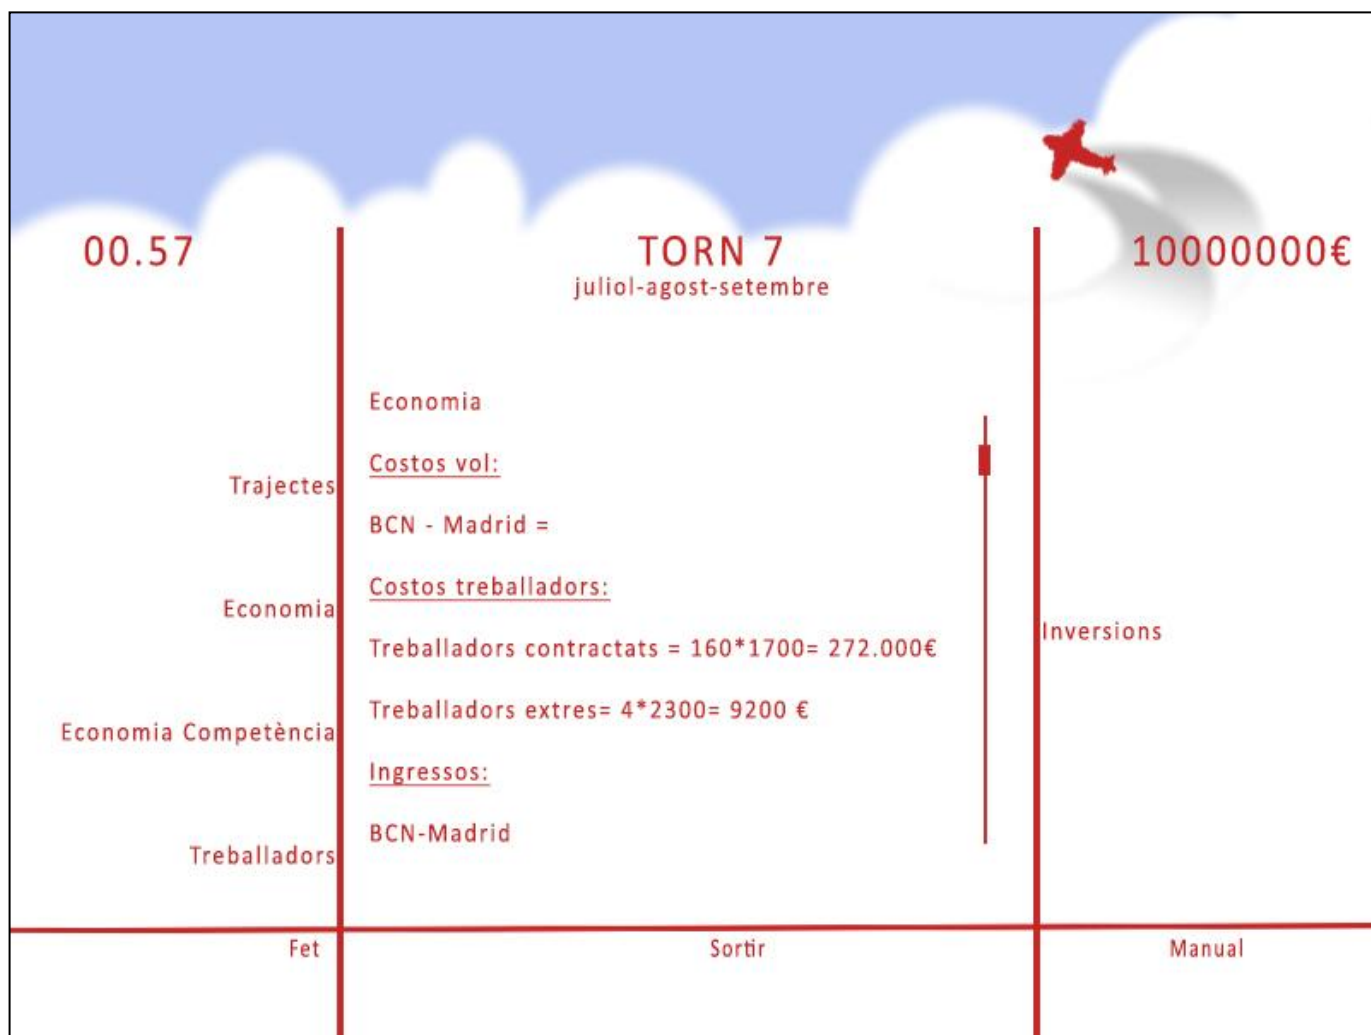 00.57
TORN 7
10000000€
juliol-agost-setembre
Economia
Costos vol:
Trajectes
BCN - Madrid =
Costos treballadors:
Economia
Inversions
Treballadors contractats = 160*1700= 272.000€
Treballadors extres= 4*2300= 9200 €
Economia Competència
Ingressos:
BCN-Madrid
Treballadors
Fet
Sortir
Manual